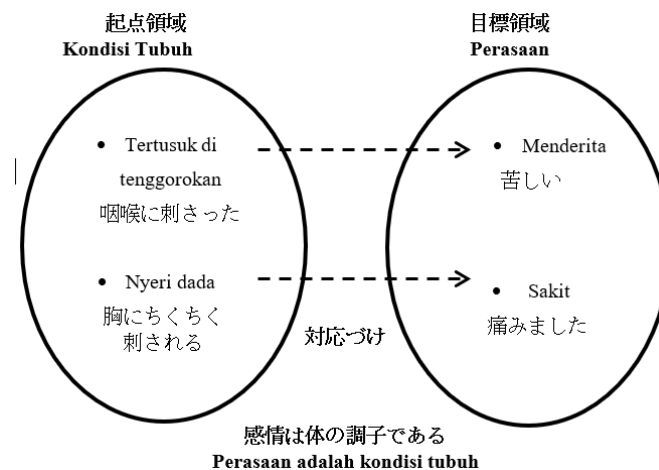 起点領域
Kondisi Tubuh
目標領域
Perasaan
• Tertusuk di
tenggorokan
咽喉に刺さった
• Nyeri dada
胸にちくちく
刺される
• Menderita
苦しい
• Sakit
痛みました
対応づけ
感情は体の調子である
Perasaan adalah kondisi tubuh